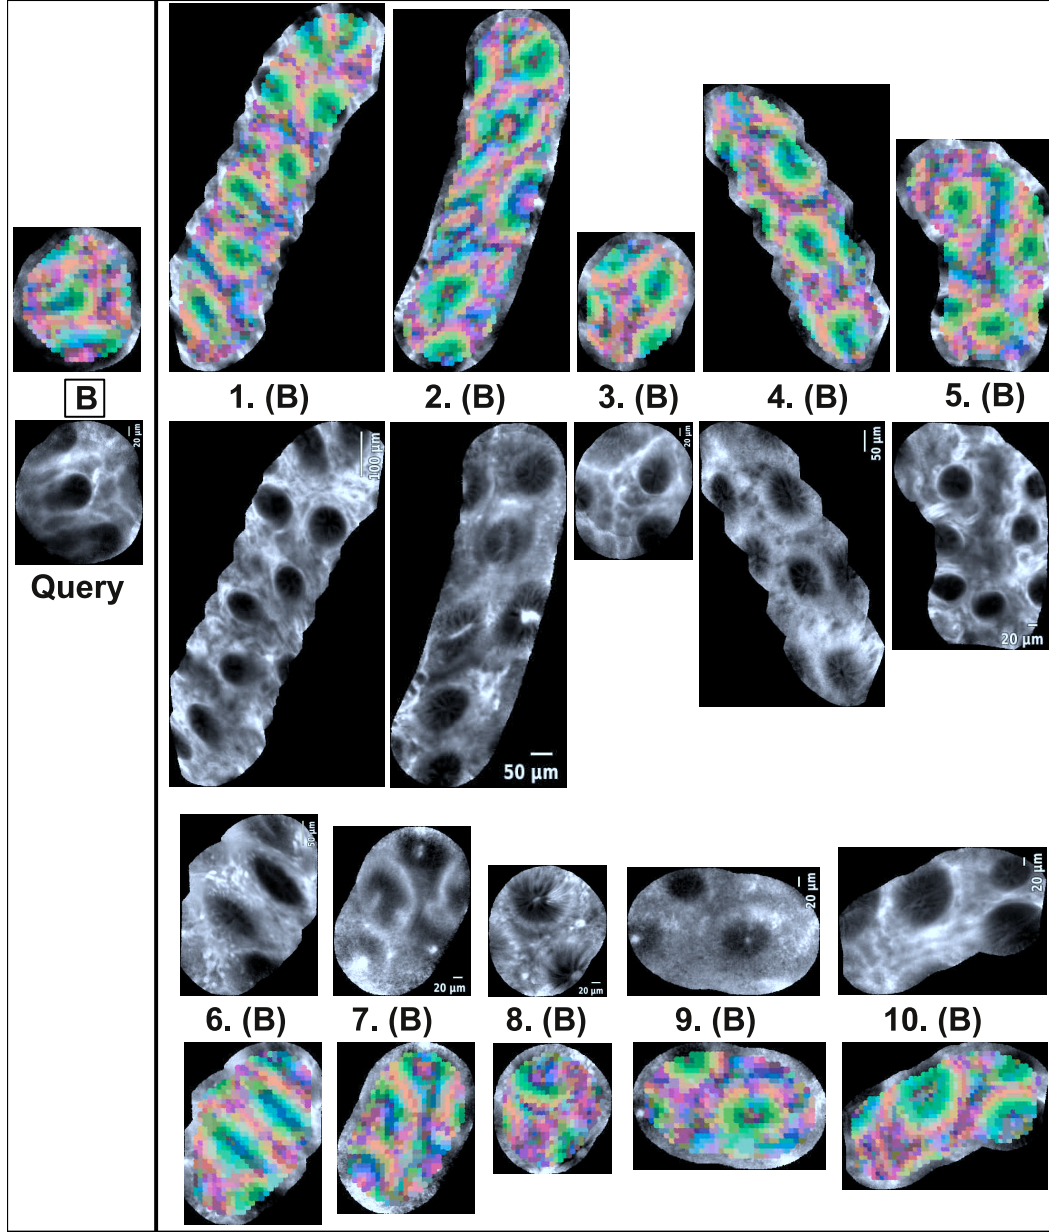 B
1. (B)
2. (B)
3. (B)
4. (B)
5. (B)
20 µm
100 µm
50 µm
20 µm
50 µm
20 µm
Query
50 µm
20 µm
20 µm
20 µm
20 µm
6. (B)
7. (B)
8. (B)
9. (B)
10. (B)